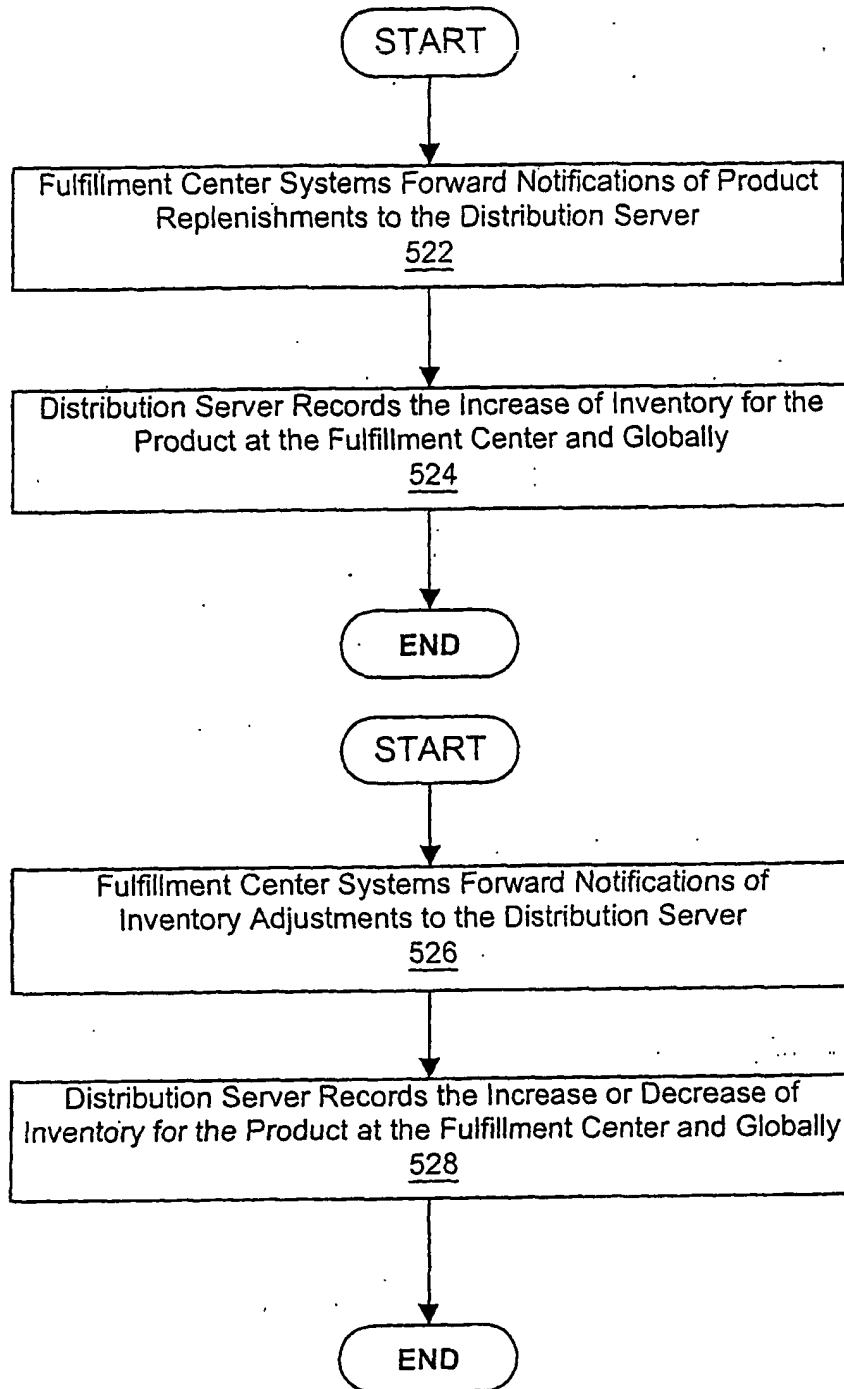 START
Fulfillment Center Systems Forward Notifications of Product
Replenishments to the Distribution Server
522
Distribution Server Records the Increase of Inventory for the
Product at the Fulfillment Center and Globally
524
END
START
Fulfillment Center Systems Forward Notifications of
Inventory Adjustments to the Distribution Server
526
Distribution Server Records the Increase or Decrease of
Inventory for the Product at the Fulfillment Center and Globally
528
END